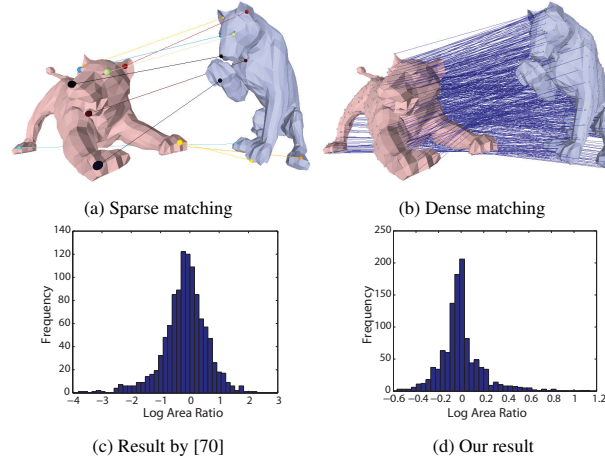 (a) Sparse matching
(b) Dense matching
140
120
100
80
60
40
20
0
Frequency
-4 -3 -2 -1 0 1 2 3
Log Area Ratio
250
200
150
100
50
0
Frequency
-0.6 -0.4 -0.2 0 0.2 0.4 0.6 0.8 1 1.2
Log Area Ratio
(c) Result by [70]
(d) Our result